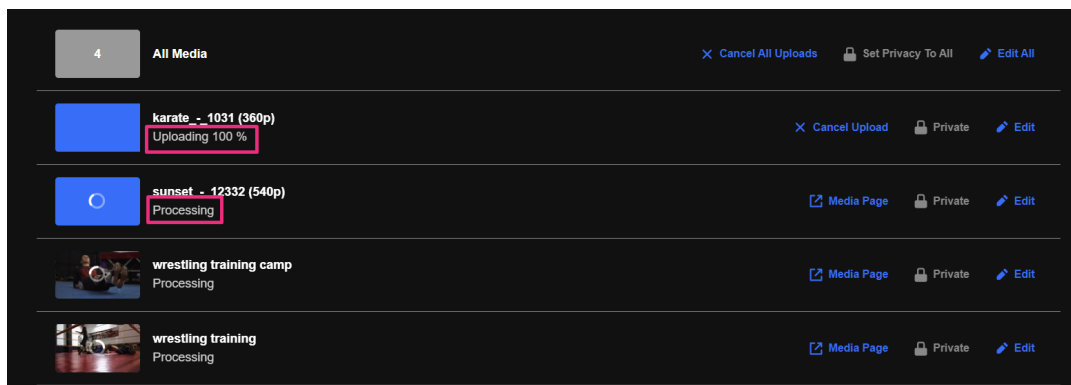 4 All Media Cancel All Uploads Set Privacy To All Edit All
karate_-_1031 (360p)
Uploading 100 % Cancel Upload Private Edit
sunset_-_12332 (540p)
Processing Media Page Private Edit
wrestling training camp
Processing Media Page Private Edit
wrestling training
Processing Media Page Private Edit